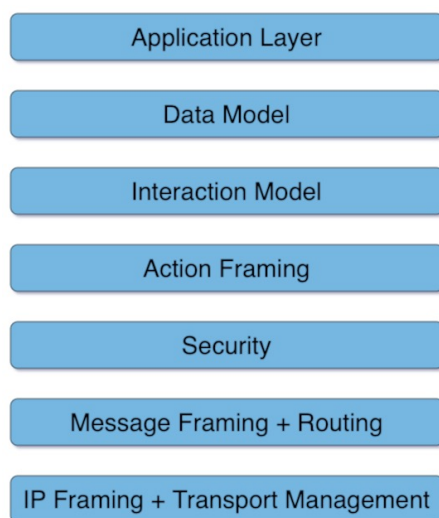 Application Layer
Data Model
Interaction Model
Action Framing
Security
Message Framing + Routing
IP Framing + Transport Management